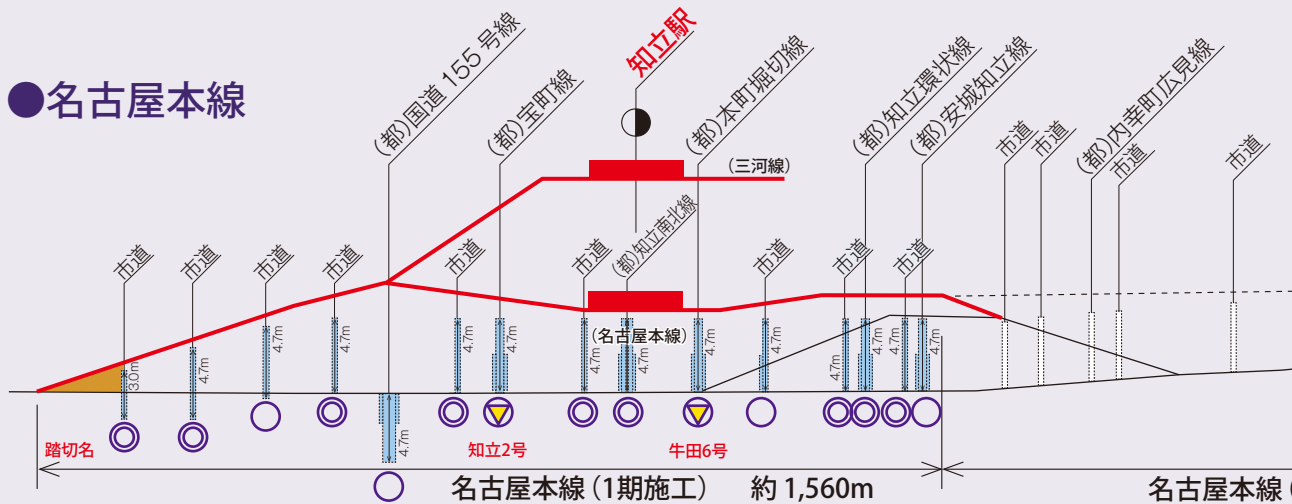 ●名古屋本線
(都)国道155号線
(都)宝町線
知立駅
(都)本町堀切線
(都)知立環状線
(都)安城知立線
市道
市道
(都)内幸町広見線
市道
市道
(三河線)
市道
市道
市道
市道
市道
市道
(都)知立南北線
市道
市道
市道
(名古屋本線)
3.0m
4.7m
4.7m
4.7m
4.7m
4.7m
4.7m
4.7m
4.7m
4.7m
4.7m
4.7m
4.7m
4.7m
4.7m
踏切名
知立2号
牛田6号
名古屋本線(1期施工) 約1,560m
名古屋本線(